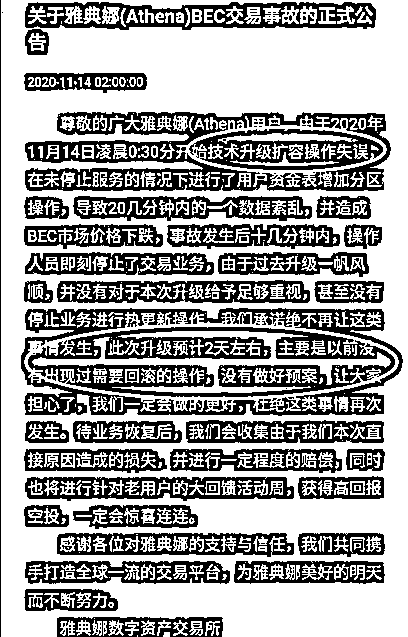 关于雅典娜(Athena)BEC交易事故的正式公
告
2020-11-14 02:00:00
尊敬的广大雅典娜(Athena)用户，由于2020年
11月14日凌晨0:30分开始技术升级扩容操作失误，
在未停止服务的情况下进行了用户资金表增加分区
操作，导致20几分钟内的一个数据紊乱，并造成
BEC市场价格下跌，事故发生后十几分钟内，操作
人员即刻停止了交易业务，由于过去升级一帆风
顺，并没有对于本次升级给予足够重视，甚至没有
停止业务进行热更新操作，我们承诺绝不再让这类
事情发生，此次升级预计2天左右，主要是以前没
有出现过需要回滚的操作，没有做好预案，让大家
担心了，我们一定会做的更好，杜绝这类事情再次
发生。待业务恢复后，我们会收集由于我们本次直
接原因造成的损失，并进行一定程度的赔偿，同时
也将进行针对老用户的大回馈活动周，获得高回报
空投，一定会惊喜连连。
感谢各位对雅典娜的支持与信任，我们共同携
手打造全球一流的交易平台，为雅典娜美好的明天
而不断努力。
雅典娜数字资产交易所